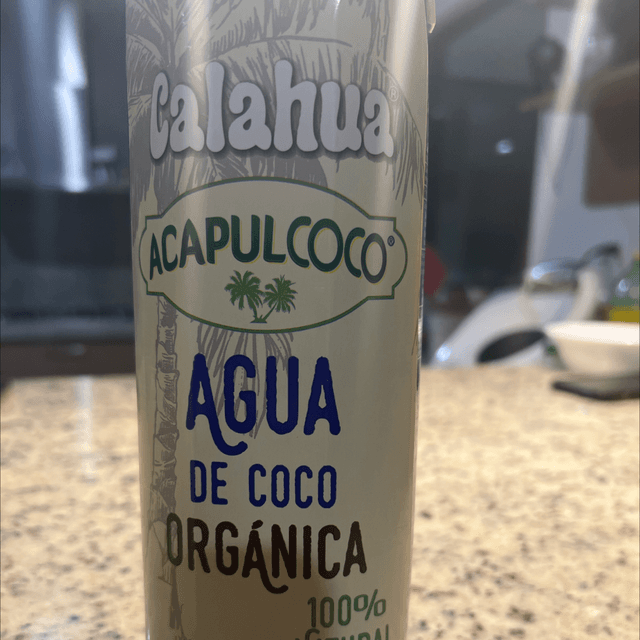 Calahua
ACAPULCOCO®
AGUA
DE COCO
ORGÁNICA
100%